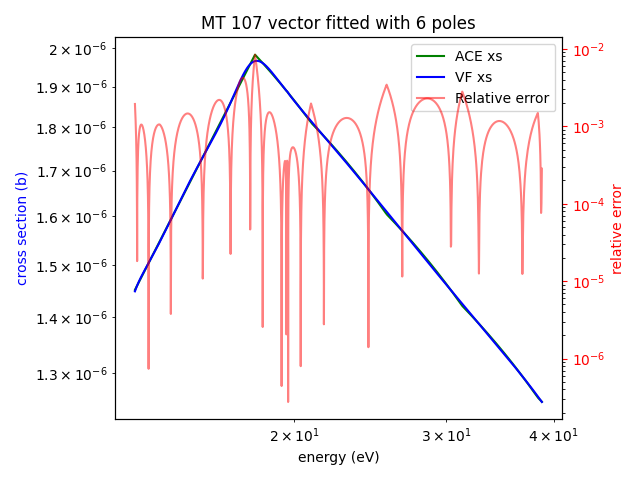 MT 107 vector fitted with 6 poles
2 × 10⁻⁶
1.9 × 10⁻⁶
1.8 × 10⁻⁶
1.7 × 10⁻⁶
1.6 × 10⁻⁶
1.5 × 10⁻⁶
1.4 × 10⁻⁶
1.3 × 10⁻⁶
cross section (b)
ACE xs
VF xs
Relative error
10⁻²
10⁻³
10⁻⁴
10⁻⁵
10⁻⁶
relative error
2 × 10¹ 3 × 10¹ 4 × 10¹
energy (eV)